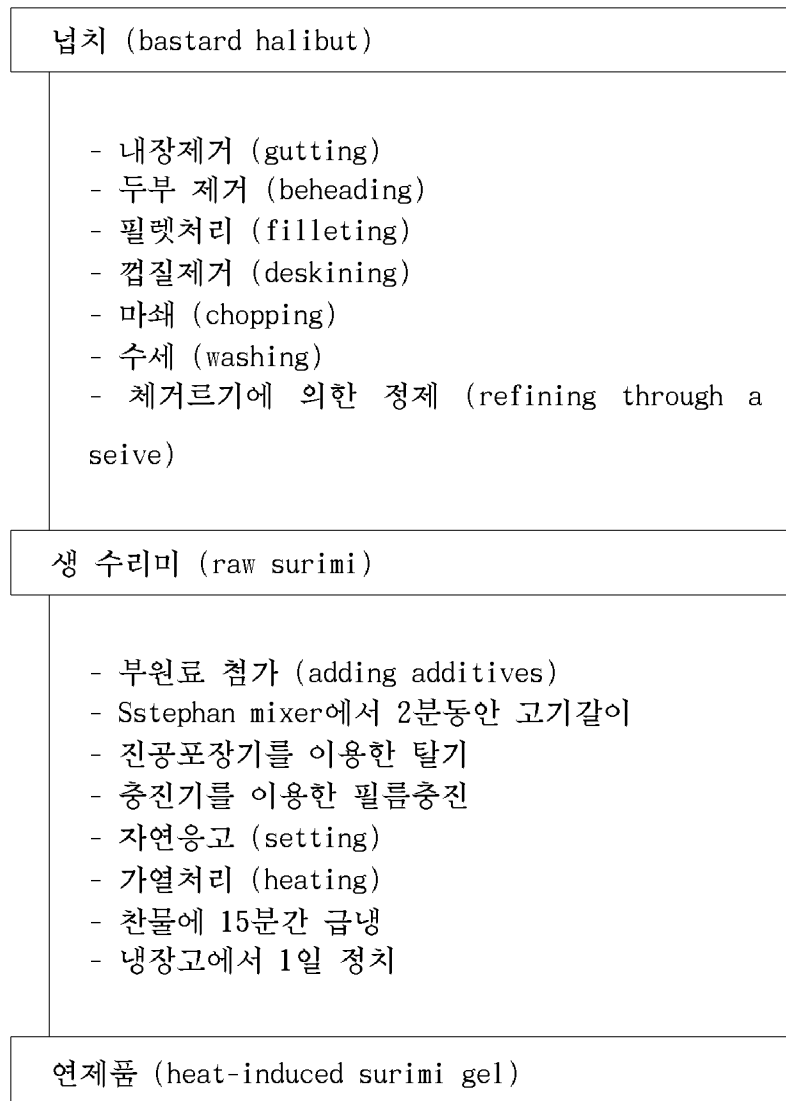 넙치 (bastard halibut)
- 내장제거 (gutting)
- 두부 제거 (beheading)
- 필렛처리 (filleting)
- 껍질제거 (deskining)
- 마쇄 (chopping)
- 수세 (washing)
- 체거르기에 의한 정제 (refining through a
seive)
생 수리미 (raw surimi)
- 부원료 첨가 (adding additives)
- Sstephan mixer에서 2분동안 고기갈이
- 진공포장기를 이용한 탈기
- 충진기를 이용한 필름충진
- 자연응고 (setting)
- 가열처리 (heating)
- 찬물에 15분간 급냉
- 냉장고에서 1일 정치
연제품 (heat-induced surimi gel)